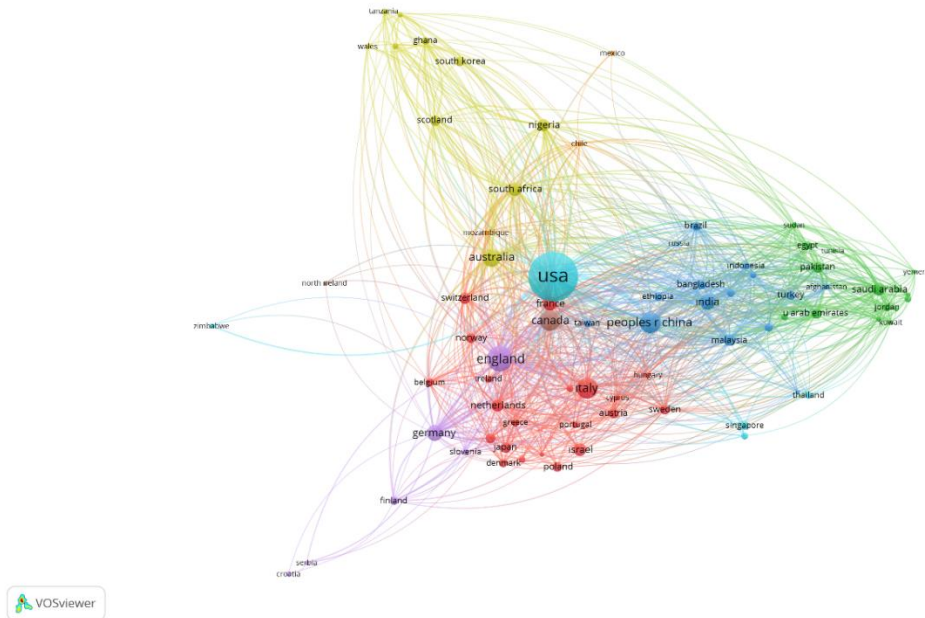 tanzania
wales
ghana
south korea
mexico
scotland
nigeria
chile
south africa
mozambique
australia
brazil
russia
sudan
egypt
tunisia
indonesia
pakistan
yemen
usa
north ireland
switzerland
france
bangladesh
ethiopia
india
turkey
afghanistan
saudi arabia
jordan
kuwait
u arab emirates
zimbabwe
canada
taiwan
peoples r china
norway
malaysia
england
ireland
belgium
hungary
italy
cyprus
thailand
netherlands
austria
sweden
greece
portugal
singapore
germany
japan
israel
slovenia
denmark
poland
finland
serbia
croatia
VOSviewer